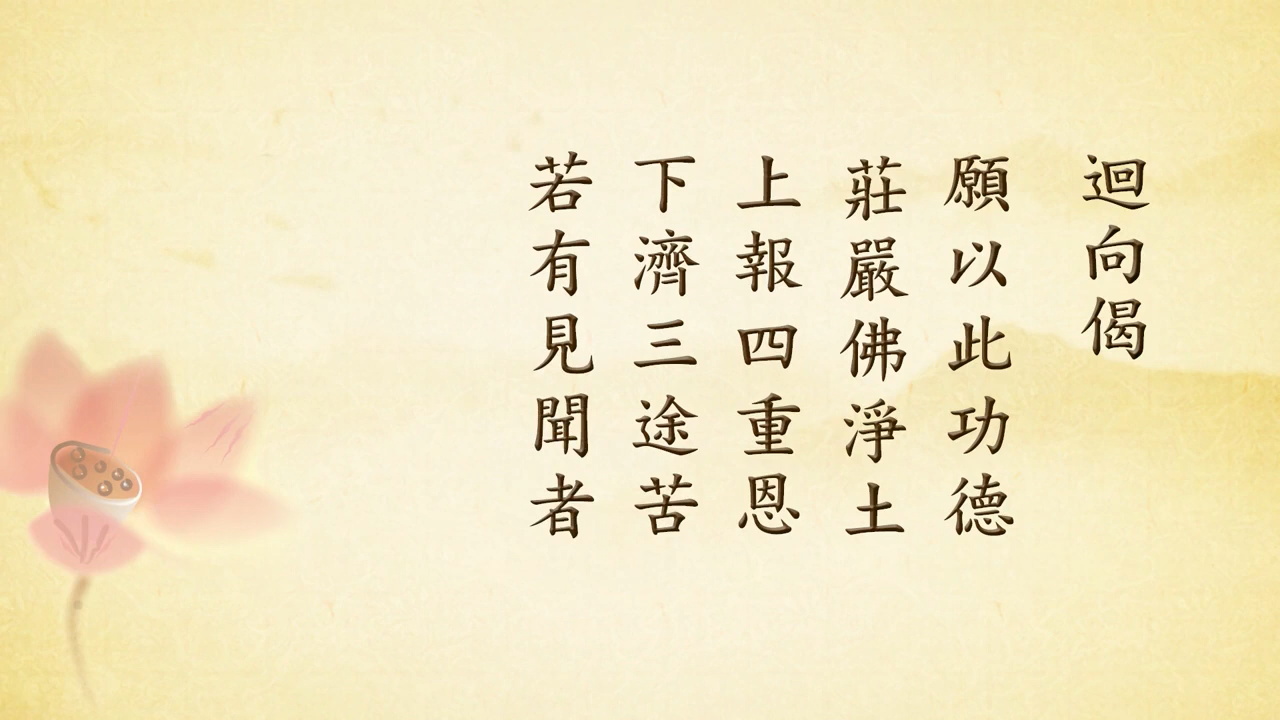 迴向偈
願以此功德
莊嚴佛淨土
上報四重恩
下濟三途苦
若有見聞者